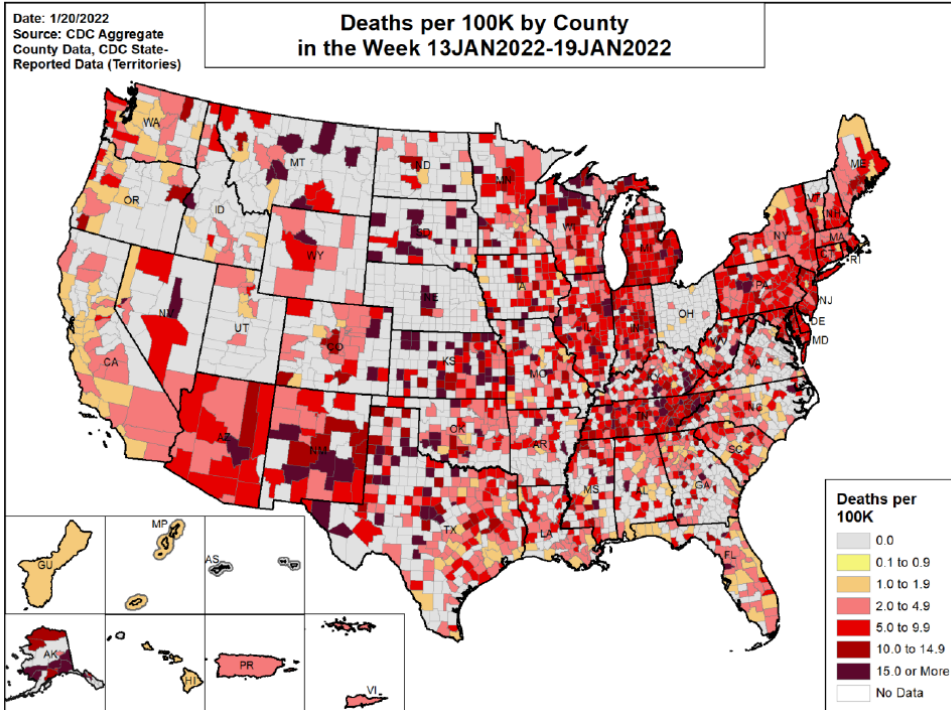 Date: 1/20/2022
Source: CDC Aggregate
County Data, CDC State-
Reported Data (Territories)
Deaths per 100K by County
in the Week 13JAN2022-19JAN2022
WA
MT
ND
MN
ME
OR
ID
SD
WI
MI
VT
NH
NY
MA
CT
RI
WY
IA
PA
NJ
NE
OH
DE
NV
UT
IL
IN
MD
WV
CO
KS
MO
KY
VA
CA
TN
NC
AZ
NM
OK
AR
SC
MS
AL
GA
TX
LA
FL
GU
MP
AS
AK
HI
PR
VI
Deaths per
100K
0.0
0.1 to 0.9
1.0 to 1.9
2.0 to 4.9
5.0 to 9.9
10.0 to 14.9
15.0 or More
No Data